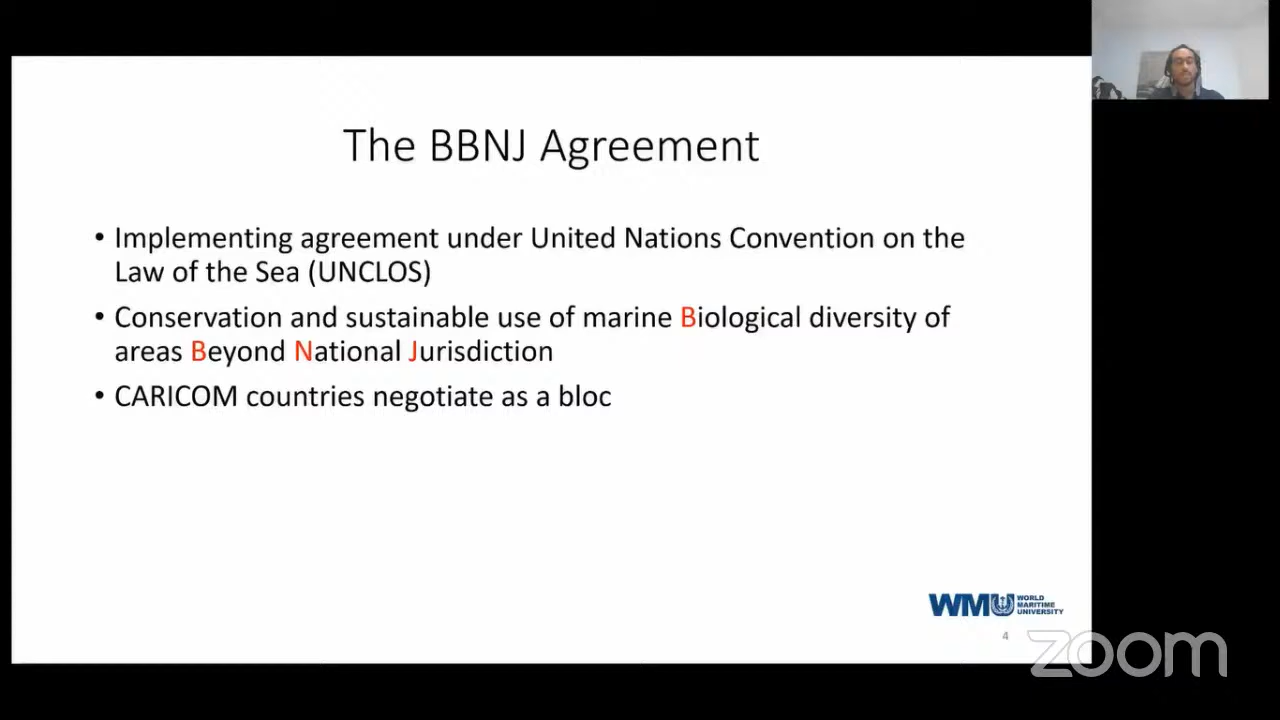 The BBNJ Agreement
• Implementing agreement under United Nations Convention on the
Law of the Sea (UNCLOS)
• Conservation and sustainable use of marine Biological diversity of
areas Beyond National Jurisdiction
• CARICOM countries negotiate as a bloc
WMU WORLD
MARITIME
UNIVERSITY
4
zoom